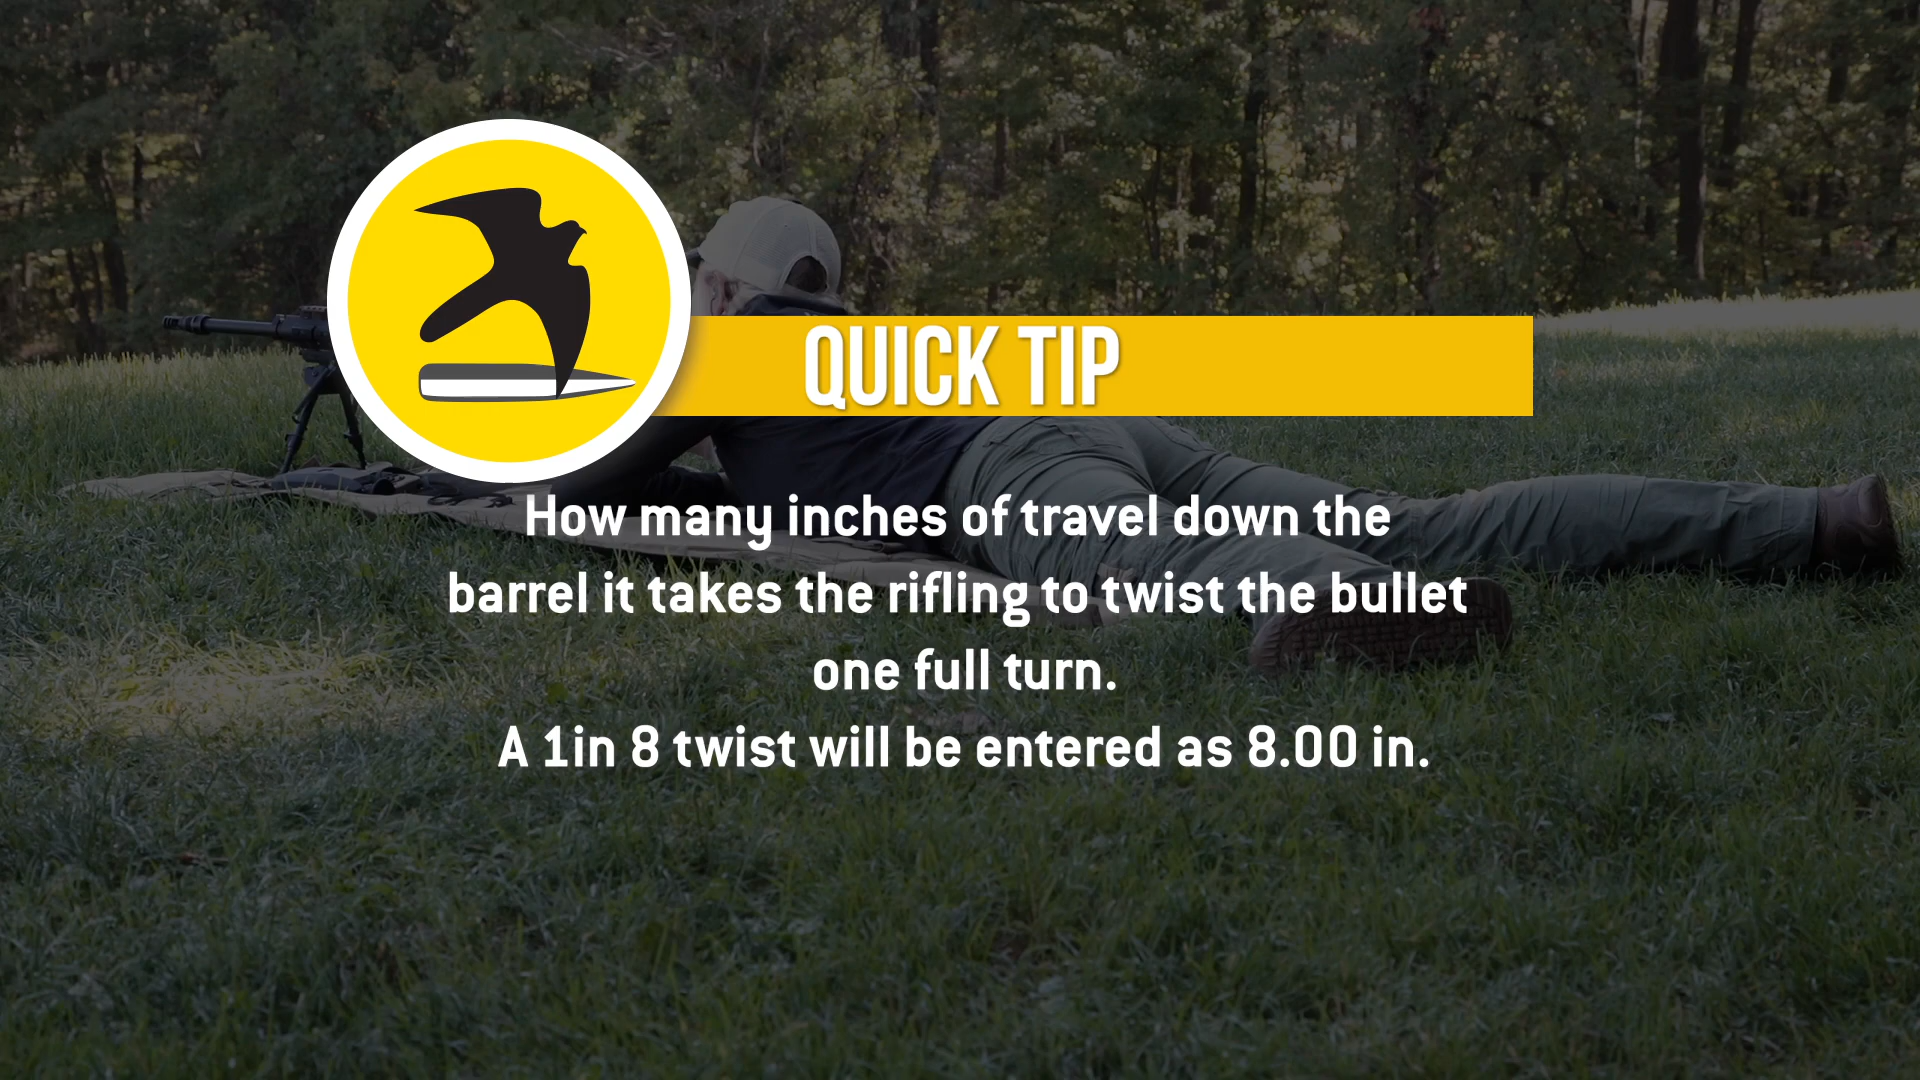 QUICK TIP
How many inches of travel down the
barrel it takes the rifling to twist the bullet
one full turn.
A 1in 8 twist will be entered as 8.00 in.